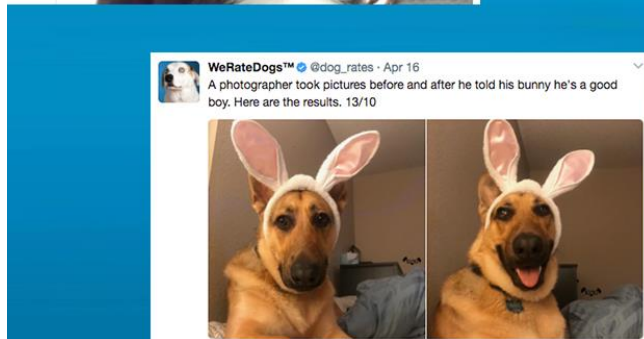 WeRateDogs™ @dog_rates · Apr 16
A photographer took pictures before and after he told his bunny he's a good
boy. Here are the results. 13/10